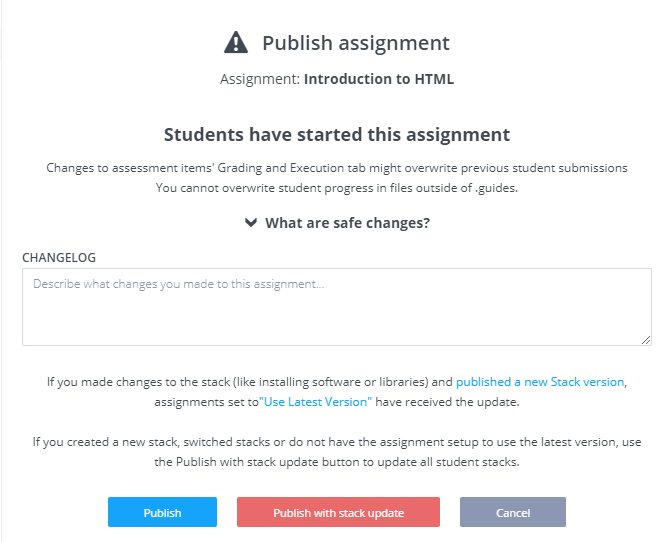 Publish assignment
Assignment: Introduction to HTML
Students have started this assignment
Changes to assessment items' Grading and Execution tab might overwrite previous student submissions
You cannot overwrite student progress in files outside of .guides.
What are safe changes?
CHANGELOG
Describe what changes you made to this assignment...
If you made changes to the stack (like installing software or libraries) and published a new Stack version,
assignments set to"Use Latest Version" have received the update.
If you created a new stack, switched stacks or do not have the assignment setup to use the latest version, use
the Publish with stack update button to update all student stacks.
Publish
Publish with stack update
Cancel